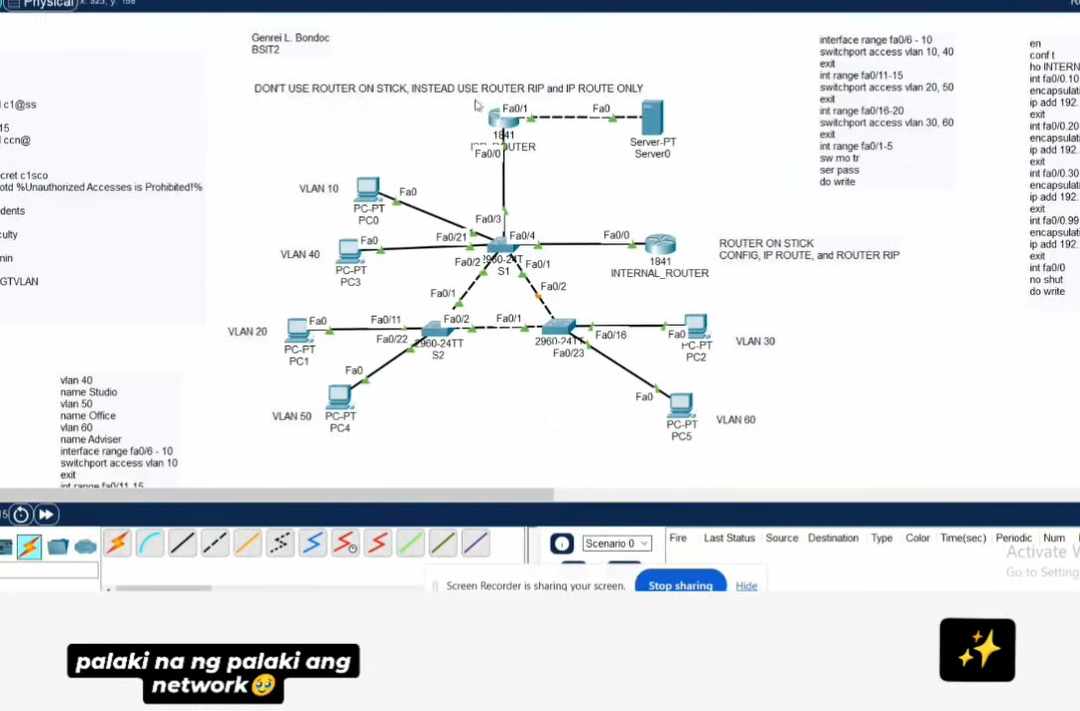 Physical x: 523, y: 158
Genrei L. Bondoc
BSIT2
DON'T USE ROUTER ON STICK, INSTEAD USE ROUTER RIP and IP ROUTE ONLY
c1@ss
15
ccn@
cret c1sco
otd %Unauthorized Accesses is Prohibited!%
dents
culty
min
GTVLAN
Fa0/1
Fa0
1841
ROUTER
Fa0/0
Server-PT
Server0
VLAN 10
Fa0
PC-PT
PC0
Fa0/3
VLAN 40
Fa0
Fa0/21
Fa0/4
Fa0/0
PC-PT
PC3
Fa0/2
2960-24T
Fa0/1
S1
1841
INTERNAL_ROUTER
ROUTER ON STICK
CONFIG, IP ROUTE, and ROUTER RIP
Fa0/1
Fa0/2
VLAN 20
Fa0
Fa0/11
Fa0/2
Fa0/1
Fa0/22
2960-24TT
S2
2960-24TT
Fa0/23
Fa0/16
Fa0
PC-PT
PC2
VLAN 30
PC-PT
PC1
Fa0
VLAN 50
PC-PT
PC4
Fa0
PC-PT
PC5
VLAN 60
interface range fa0/6 - 10
switchport access vlan 10, 40
exit
int range fa0/11-15
switchport access vlan 20, 50
exit
int range fa0/16-20
switchport access vlan 30, 60
exit
int range fa0/1-5
sw mo tr
ser pass
do write
en
conf t
ho INTERN
int fa0/0.10
encapsulati
ip add 192.
exit
int fa0/0.20
encapsulati
ip add 192.
exit
int fa0/0.30
encapsulati
ip add 192.
exit
int fa0/0.99
encapsulati
ip add 192.
exit
int fa0/0
no shut
do write
vlan 40
name Studio
vlan 50
name Office
vlan 60
name Adviser
interface range fa0/6 - 10
switchport access vlan 10
exit
int range fa0/11-15
Scenario 0
Fire Last Status Source Destination Type Color Time(sec) Periodic Num
Activate W
Go to Setting
Screen Recorder is sharing your screen. Stop sharing Hide
palaki na ng palaki ang
network🥹